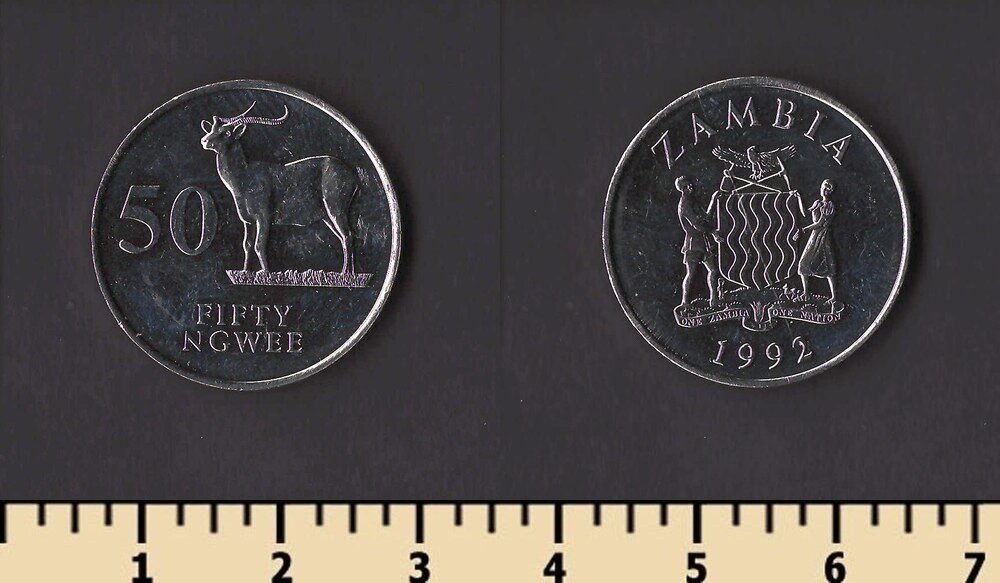 50
FIFTY
NGWEE
ZAMBIA
ONE ZAMBIA ONE NATION
1992
1 2 3 4 5 6 7